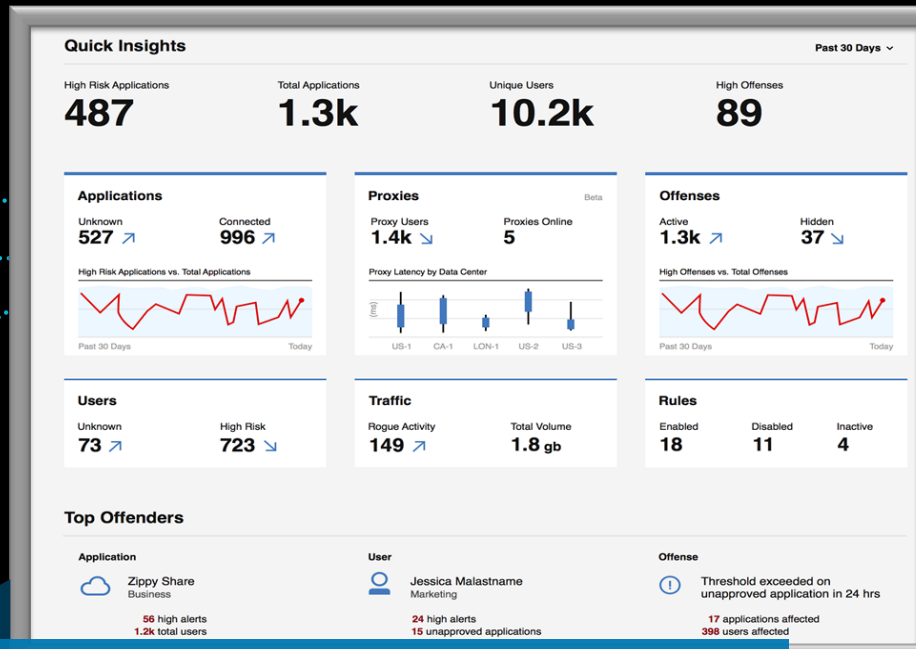 Quick Insights
Past 30 Days
High Risk Applications
487
Total Applications
1.3k
Unique Users
10.2k
High Offenses
89
Applications
Unknown
527
Connected
996
High Risk Applications vs. Total Applications
Past 30 Days
Today
Proxies
Beta
Proxy Users
1.4k
Proxies Online
5
Proxy Latency by Data Center
(ms)
US-1 CA-1 LON-1 US-2 US-3
Offenses
Active
1.3k
Hidden
37
High Offenses vs. Total Offenses
Past 30 Days
Today
Users
Unknown
73
High Risk
723
Traffic
Rogue Activity
149
Total Volume
1.8 gb
Rules
Enabled
18
Disabled
11
Inactive
4
Top Offenders
Application
Zippy Share
Business
56 high alerts
1.2k total users
User
Jessica Malastname
Marketing
24 high alerts
15 unapproved applications
Offense
Threshold exceeded on
unapproved application in 24 hrs
17 applications affected
398 users affected